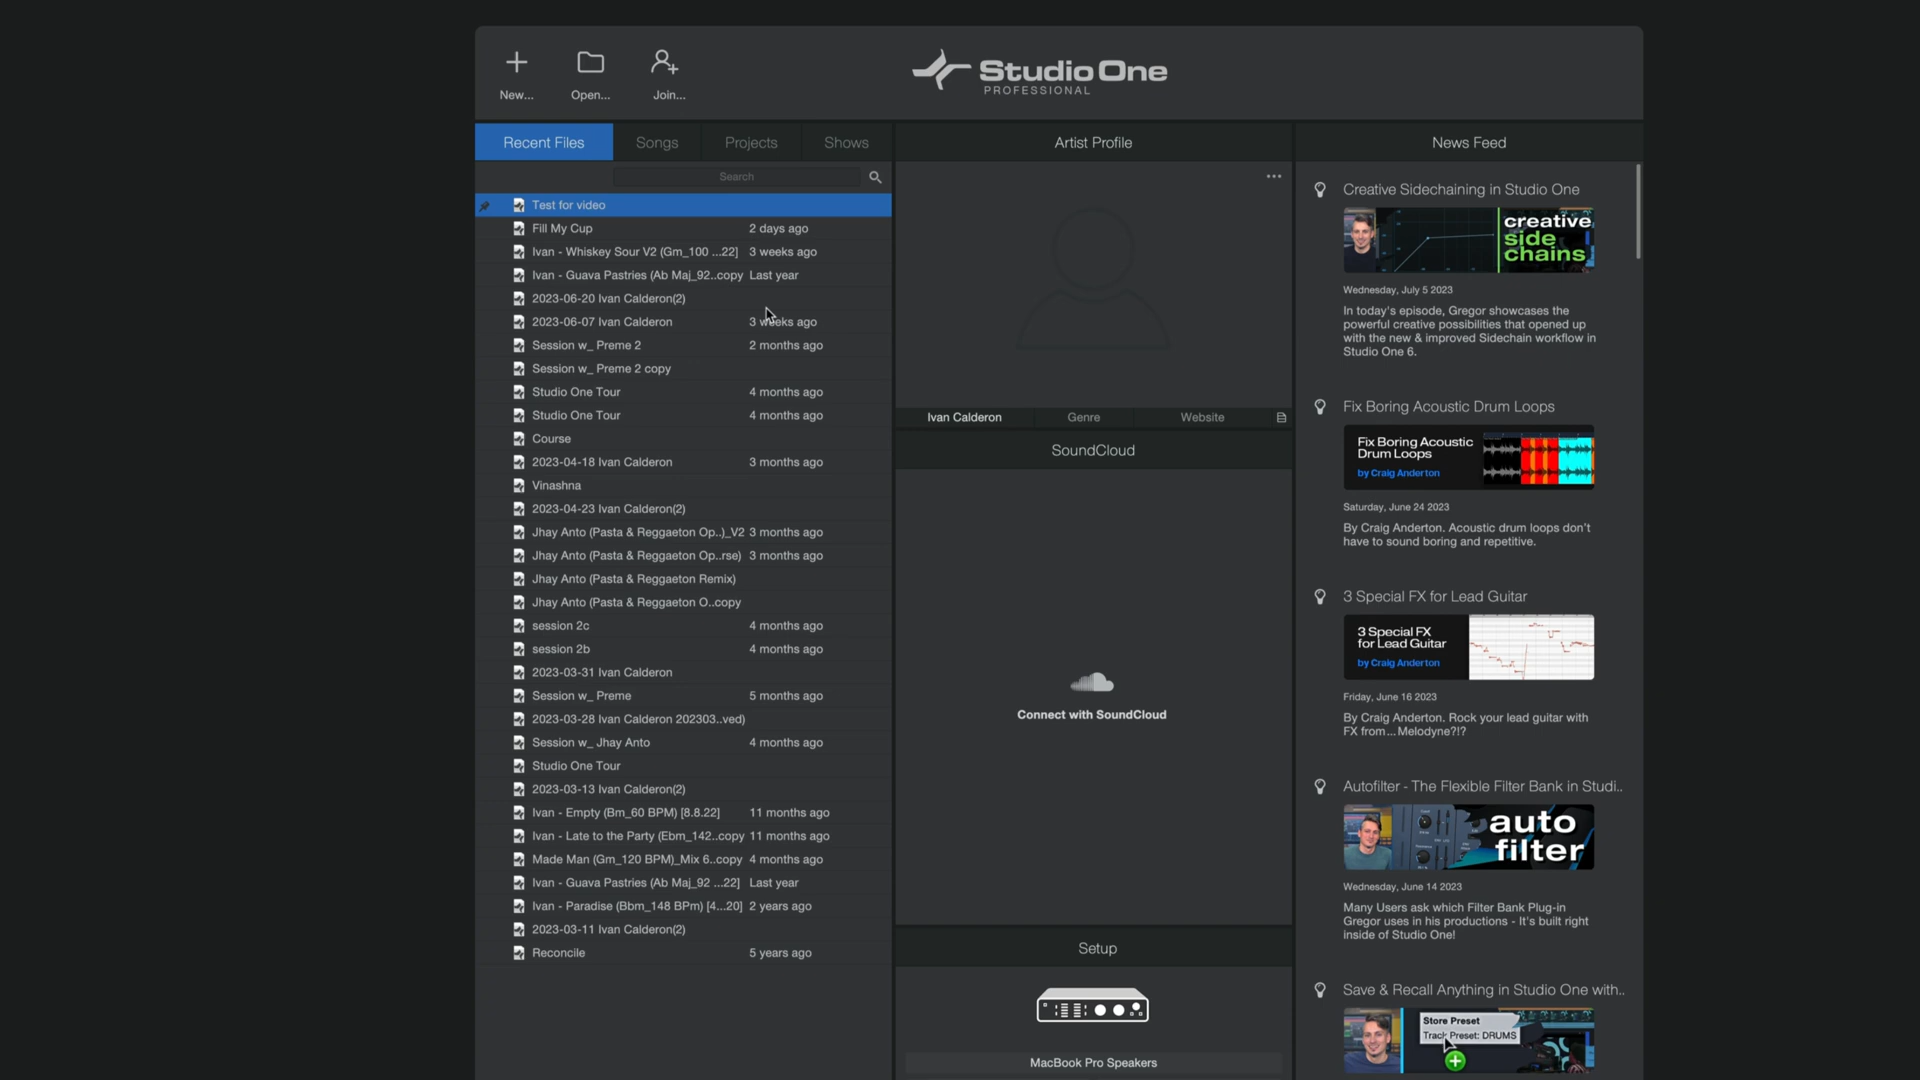 New...
Open...
Join...
Studio One
PROFESSIONAL
Recent Files
Songs
Projects
Shows
Search
Test for video
Fill My Cup 2 days ago
Ivan - Whiskey Sour V2 (Gm_100 ...22] 3 weeks ago
Ivan - Guava Pastries (Ab Maj_92..copy Last year
2023-06-20 Ivan Calderon(2)
2023-06-07 Ivan Calderon 3 weeks ago
Session w_ Preme 2 2 months ago
Session w_ Preme 2 copy
Studio One Tour 4 months ago
Studio One Tour 4 months ago
Course
2023-04-18 Ivan Calderon 3 months ago
Vinashna
2023-04-23 Ivan Calderon(2)
Jhay Anto (Pasta & Reggaeton Op..)_V2 3 months ago
Jhay Anto (Pasta & Reggaeton Op..rse) 3 months ago
Jhay Anto (Pasta & Reggaeton Remix)
Jhay Anto (Pasta & Reggaeton O..copy
session 2c 4 months ago
session 2b 4 months ago
2023-03-31 Ivan Calderon
Session w_ Preme 5 months ago
2023-03-28 Ivan Calderon 202303..ved)
Session w_ Jhay Anto 4 months ago
Studio One Tour
2023-03-13 Ivan Calderon(2)
Ivan - Empty (Bm_60 BPM) [8.8.22] 11 months ago
Ivan - Late to the Party (Ebm_142..copy 11 months ago
Made Man (Gm_120 BPM)_Mix 6..copy 4 months ago
Ivan - Guava Pastries (Ab Maj_92 ...22] Last year
Ivan - Paradise (Bbm_148 BPm) [4...20] 2 years ago
2023-03-11 Ivan Calderon(2)
Reconcile 5 years ago
Artist Profile
Ivan Calderon
Genre
Website
SoundCloud
Connect with SoundCloud
Setup
MacBook Pro Speakers
News Feed
Creative Sidechaining in Studio One
creative
side
chains
Wednesday, July 5 2023
In today's episode, Gregor showcases the
powerful creative possibilities that opened up
with the new & improved Sidechain workflow in
Studio One 6.
Fix Boring Acoustic Drum Loops
Fix Boring Acoustic
Drum Loops
by Craig Anderton
Saturday, June 24 2023
By Craig Anderton. Acoustic drum loops don't
have to sound boring and repetitive.
3 Special FX for Lead Guitar
3 Special FX
for Lead Guitar
by Craig Anderton
Friday, June 16 2023
By Craig Anderton. Rock your lead guitar with
FX from... Melodyne?!?
Autofilter - The Flexible Filter Bank in Studi..
auto
filter
Wednesday, June 14 2023
Many Users ask which Filter Bank Plug-in
Gregor uses in his productions - It's built right
inside of Studio One!
Save & Recall Anything in Studio One with..
Store Preset
Track Preset: DRUMS